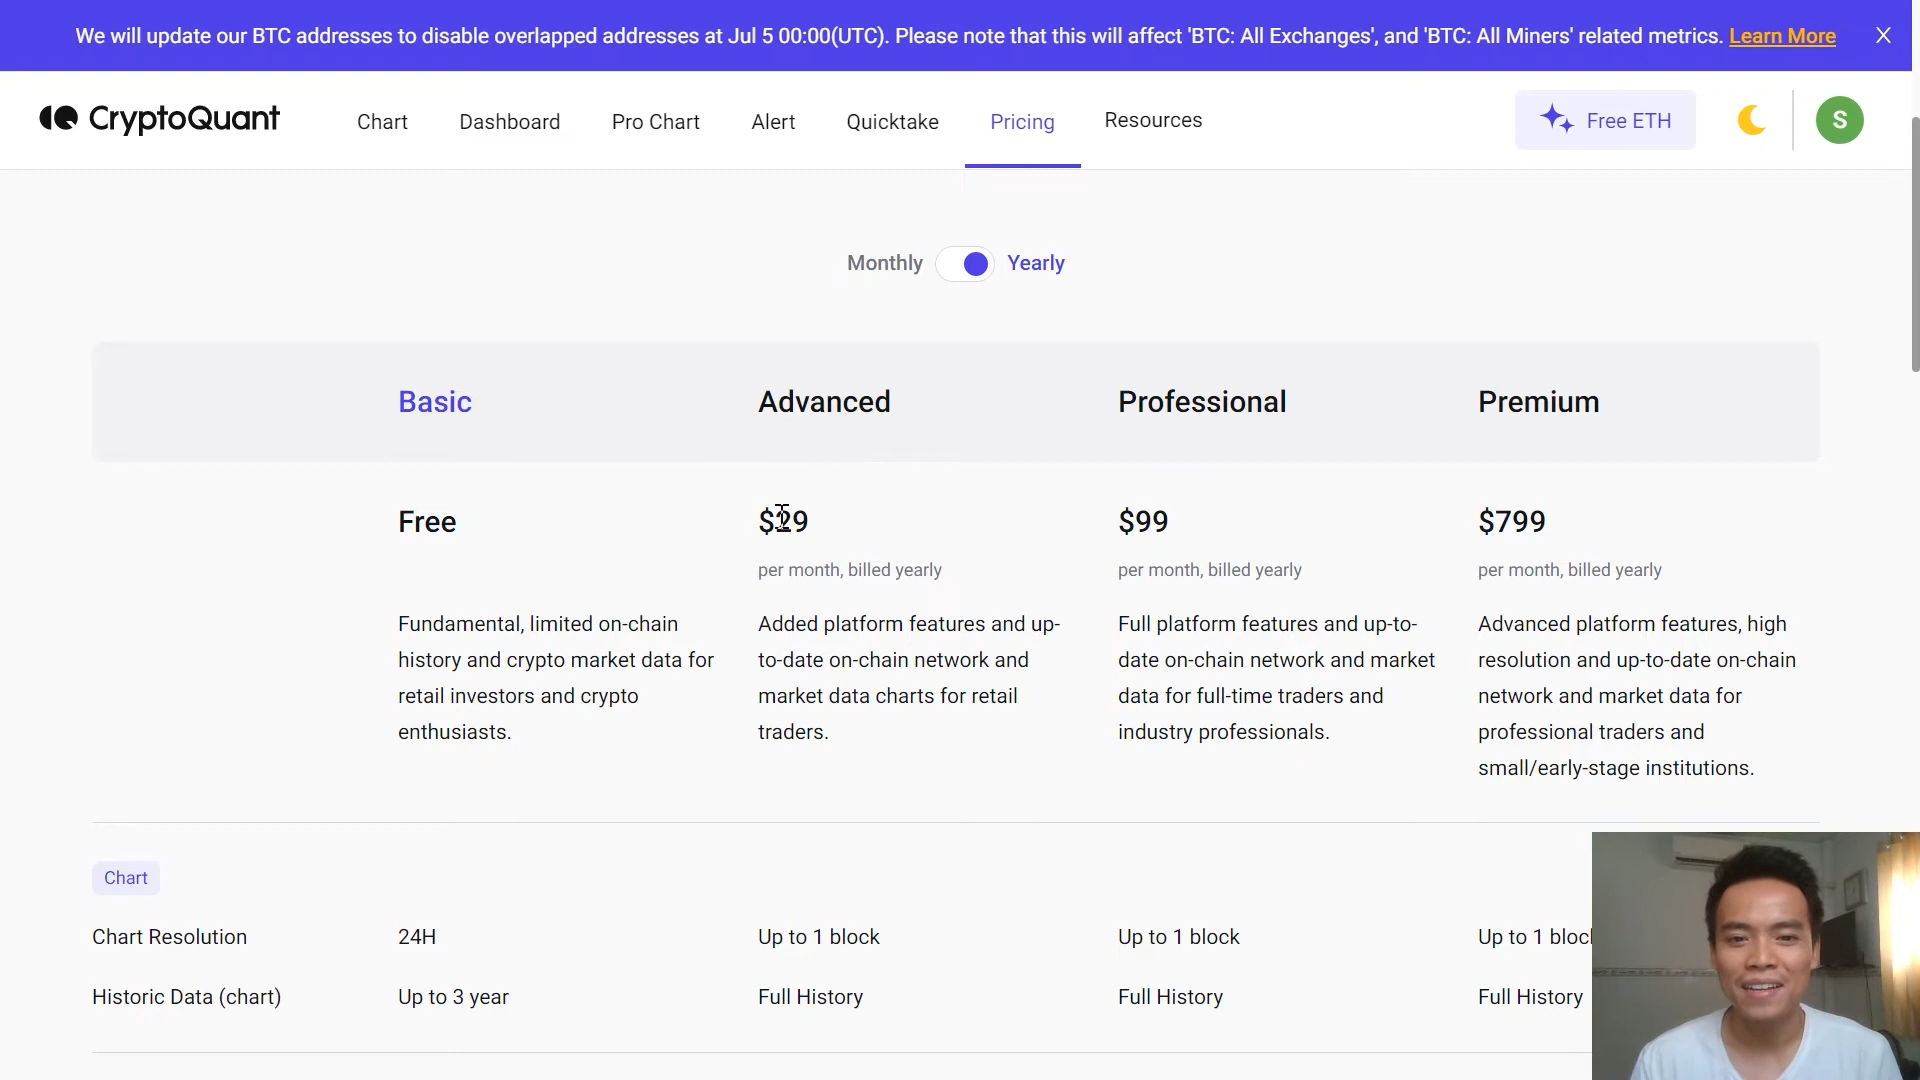 We will update our BTC addresses to disable overlapped addresses at Jul 5 00:00(UTC). Please note that this will affect 'BTC: All Exchanges', and 'BTC: All Miners' related metrics. Learn More
CryptoQuant Chart Dashboard Pro Chart Alert Quicktake Pricing Resources Free ETH S
Monthly Yearly
Basic Advanced Professional Premium
Free $29 $99 $799
per month, billed yearly per month, billed yearly per month, billed yearly
Fundamental, limited on-chain
history and crypto market data for
retail investors and crypto
enthusiasts.
Added platform features and up-
to-date on-chain network and
market data charts for retail
traders.
Full platform features and up-to-
date on-chain network and market
data for full-time traders and
industry professionals.
Advanced platform features, high
resolution and up-to-date on-chain
network and market data for
professional traders and
small/early-stage institutions.
Chart
Chart Resolution 24H Up to 1 block Up to 1 block Up to 1 block
Historic Data (chart) Up to 3 year Full History Full History Full History